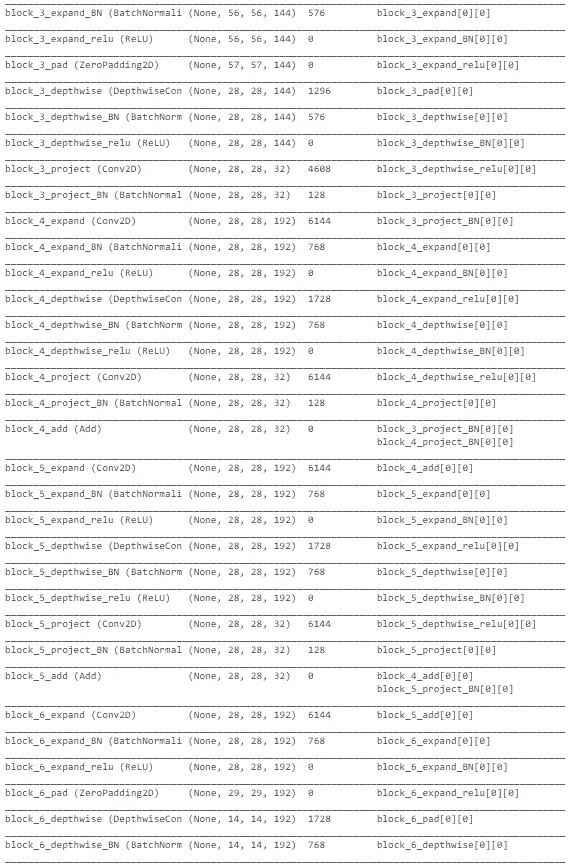 block_3_expand_BN (BatchNormali (None, 56, 56, 144) 576 block_3_expand[0][0]
block_3_expand_relu (ReLU) (None, 56, 56, 144) 0 block_3_expand_BN[0][0]
block_3_pad (ZeroPadding2D) (None, 57, 57, 144) 0 block_3_expand_relu[0][0]
block_3_depthwise (DepthwiseCon (None, 28, 28, 144) 1296 block_3_pad[0][0]
block_3_depthwise_BN (BatchNorm (None, 28, 28, 144) 576 block_3_depthwise[0][0]
block_3_depthwise_relu (ReLU) (None, 28, 28, 144) 0 block_3_depthwise_BN[0][0]
block_3_project (Conv2D) (None, 28, 28, 32) 4608 block_3_depthwise_relu[0][0]
block_3_project_BN (BatchNormal (None, 28, 28, 32) 128 block_3_project[0][0]
block_4_expand (Conv2D) (None, 28, 28, 192) 6144 block_3_project_BN[0][0]
block_4_expand_BN (BatchNormali (None, 28, 28, 192) 768 block_4_expand[0][0]
block_4_expand_relu (ReLU) (None, 28, 28, 192) 0 block_4_expand_BN[0][0]
block_4_depthwise (DepthwiseCon (None, 28, 28, 192) 1728 block_4_expand_relu[0][0]
block_4_depthwise_BN (BatchNorm (None, 28, 28, 192) 768 block_4_depthwise[0][0]
block_4_depthwise_relu (ReLU) (None, 28, 28, 192) 0 block_4_depthwise_BN[0][0]
block_4_project (Conv2D) (None, 28, 28, 32) 6144 block_4_depthwise_relu[0][0]
block_4_project_BN (BatchNormal (None, 28, 28, 32) 128 block_4_project[0][0]
block_4_add (Add) (None, 28, 28, 32) 0 block_3_project_BN[0][0]
block_4_project_BN[0][0]
block_5_expand (Conv2D) (None, 28, 28, 192) 6144 block_4_add[0][0]
block_5_expand_BN (BatchNormali (None, 28, 28, 192) 768 block_5_expand[0][0]
block_5_expand_relu (ReLU) (None, 28, 28, 192) 0 block_5_expand_BN[0][0]
block_5_depthwise (DepthwiseCon (None, 28, 28, 192) 1728 block_5_expand_relu[0][0]
block_5_depthwise_BN (BatchNorm (None, 28, 28, 192) 768 block_5_depthwise[0][0]
block_5_depthwise_relu (ReLU) (None, 28, 28, 192) 0 block_5_depthwise_BN[0][0]
block_5_project (Conv2D) (None, 28, 28, 32) 6144 block_5_depthwise_relu[0][0]
block_5_project_BN (BatchNormal (None, 28, 28, 32) 128 block_5_project[0][0]
block_5_add (Add) (None, 28, 28, 32) 0 block_4_add[0][0]
block_5_project_BN[0][0]
block_6_expand (Conv2D) (None, 28, 28, 192) 6144 block_5_add[0][0]
block_6_expand_BN (BatchNormali (None, 28, 28, 192) 768 block_6_expand[0][0]
block_6_expand_relu (ReLU) (None, 28, 28, 192) 0 block_6_expand_BN[0][0]
block_6_pad (ZeroPadding2D) (None, 29, 29, 192) 0 block_6_expand_relu[0][0]
block_6_depthwise (DepthwiseCon (None, 14, 14, 192) 1728 block_6_pad[0][0]
block_6_depthwise_BN (BatchNorm (None, 14, 14, 192) 768 block_6_depthwise[0][0]